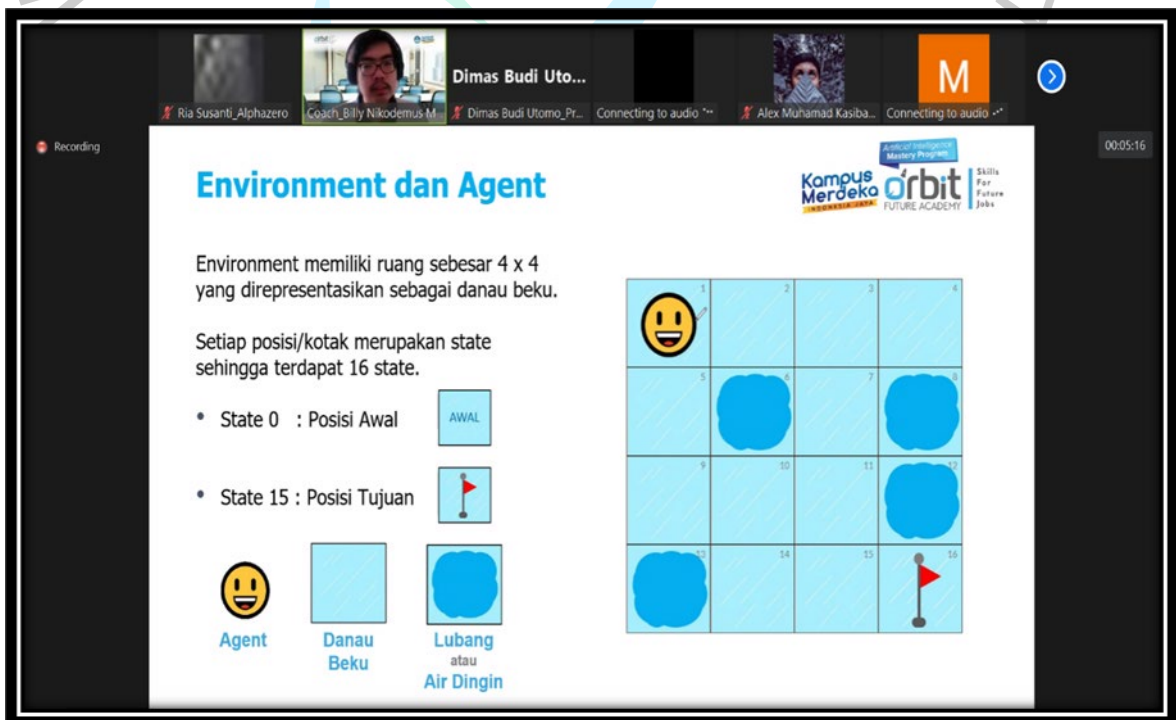 Dimas Budi Uto...
M
Ria Susanti_Alphazero
Coach_Billy Nikodemus M
Dimas Budi Utomo_Pr...
Connecting to audio
Alex Muhamad Kasiba...
Connecting to audio
Recording
00:05:16
Environment dan Agent
Artificial Intelligence
Mastery Program
Kampus
Merdeka
INDONESIA JAYA
orbit
FUTURE ACADEMY
Skills
For
Future
Jobs
Environment memiliki ruang sebesar 4 x 4
yang direpresentasikan sebagai danau beku.
Setiap posisi/kotak merupakan state
sehingga terdapat 16 state.
• State 0 : Posisi Awal
AWAL
• State 15 : Posisi Tujuan
Agent
Danau
Beku
Lubang
atau
Air Dingin
1 2 3 4
5 6 7 8
9 10 11 12
13 14 15 16